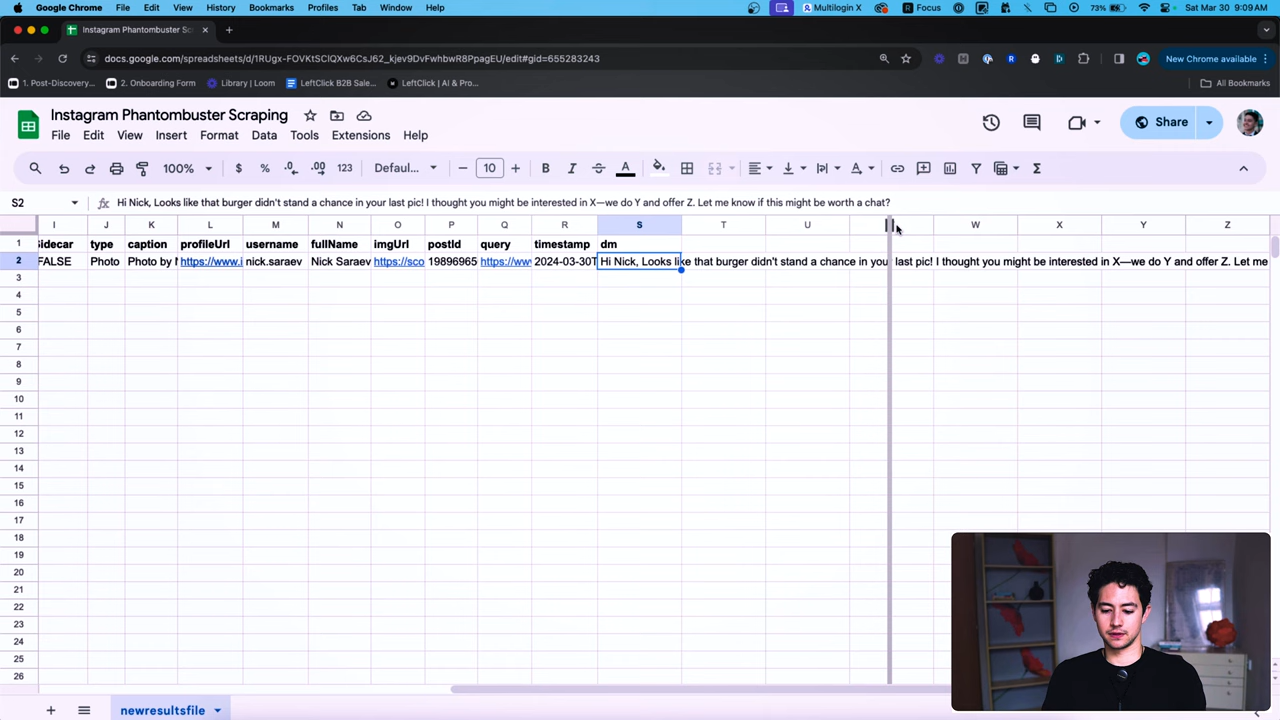 Google Chrome File Edit View History Bookmarks Profiles Tab Window Help Multilogin X Focus 73% Sat Mar 30 9:09 AM
Instagram Phantombuster Scr
docs.google.com/spreadsheets/d/1RUgx-FOVKtSClQXw6CsJ62_kjev9DvFwhbwR8PpagEU/edit#gid=655283243 New Chrome available
1. Post-Discovery... 2. Onboarding Form Library | Loom LeftClick B2B Sale... LeftClick | AI & Pro... All Bookmarks
Instagram Phantombuster Scraping
File Edit View Insert Format Data Tools Extensions Help Share
100% $ % .0 .00 123 Defaul... 10 B I S A
S2 fx Hi Nick, Looks like that burger didn't stand a chance in your last pic! I thought you might be interested in X—we do Y and offer Z. Let me know if this might be worth a chat?
I J K L M N O P Q R S T U W X Y Z
1 iidecar type caption profileUrl username fullName imgUrl postId query timestamp dm
2 FALSE Photo Photo by https://www.i nick.saraev Nick Saraev https://sco 19896965 https://ww 2024-03-30T Hi Nick, Looks like that burger didn't stand a chance in your last pic! I thought you might be interested in X—we do Y and offer Z. Let me
3
4
5
6
7
8
9
10
11
12
13
14
15
16
17
18
19
20
21
22
23
24
25
26
newresultsfile